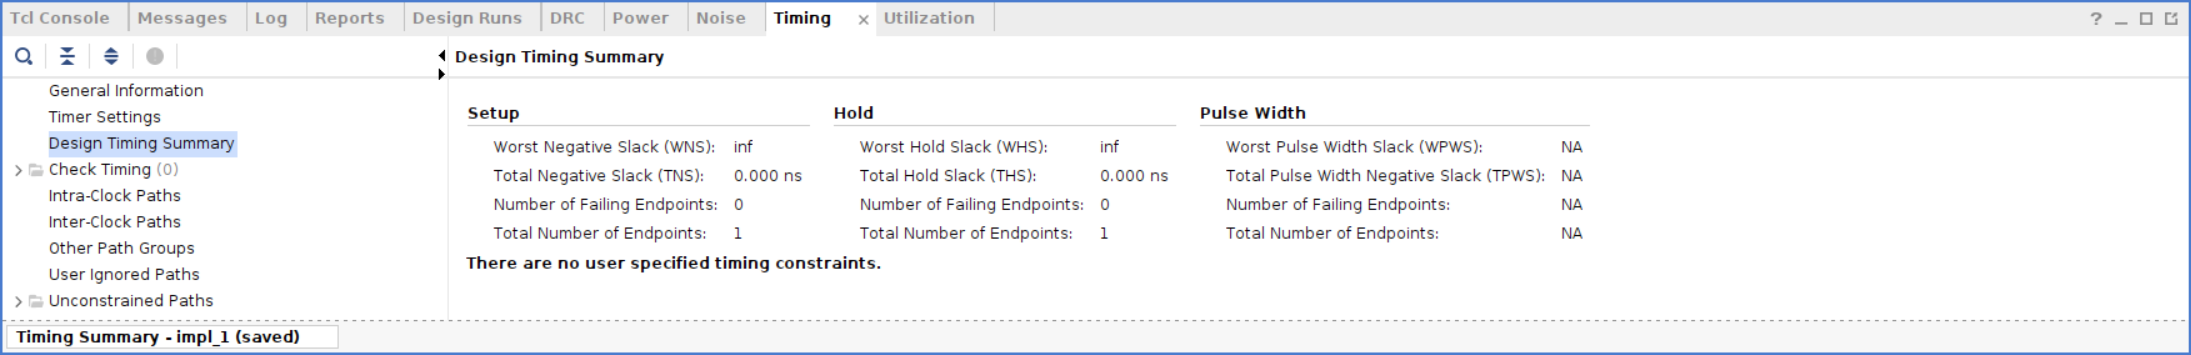 Tcl Console Messages Log Reports Design Runs DRC Power Noise Timing × Utilization ?
Design Timing Summary
General Information
Timer Settings
Design Timing Summary
Check Timing (0)
Intra-Clock Paths
Inter-Clock Paths
Other Path Groups
User Ignored Paths
Unconstrained Paths
Setup Hold Pulse Width
Worst Negative Slack (WNS): inf Worst Hold Slack (WHS): inf Worst Pulse Width Slack (WPWS): NA
Total Negative Slack (TNS): 0.000 ns Total Hold Slack (THS): 0.000 ns Total Pulse Width Negative Slack (TPWS): NA
Number of Failing Endpoints: 0 Number of Failing Endpoints: 0 Number of Failing Endpoints: NA
Total Number of Endpoints: 1 Total Number of Endpoints: 1 Total Number of Endpoints: NA
There are no user specified timing constraints.
Timing Summary - impl_1 (saved)